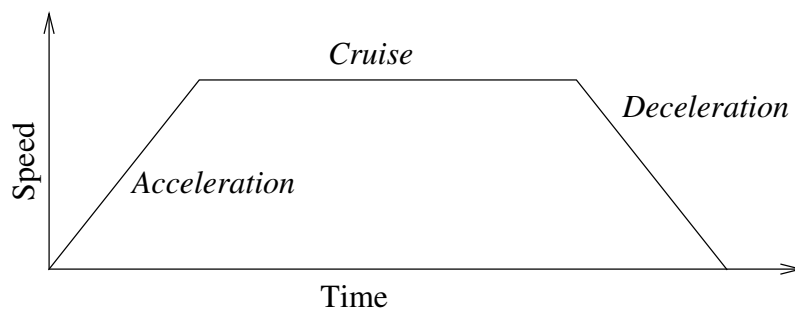 Cruise
Deceleration
Speed
Acceleration
Time